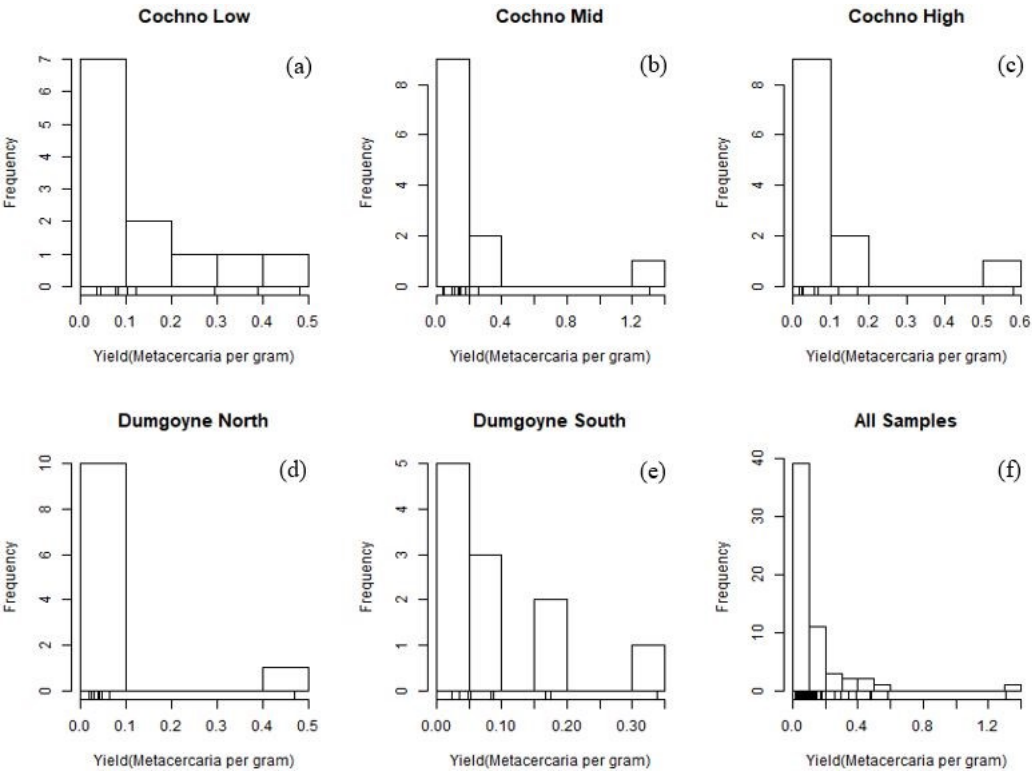 Cochno Low
(a)
Frequency
7
6
5
4
3
2
1
0
0.0 0.1 0.2 0.3 0.4 0.5
Yield(Metacercaria per gram)
Cochno Mid
(b)
Frequency
8
6
4
2
0
0.0 0.4 0.8 1.2
Yield(Metacercaria per gram)
Cochno High
(c)
Frequency
8
6
4
2
0
0.0 0.1 0.2 0.3 0.4 0.5 0.6
Yield(Metacercaria per gram)
Dumgoyne North
(d)
Frequency
10
8
6
4
2
0
0.0 0.1 0.2 0.3 0.4 0.5
Yield(Metacercaria per gram)
Dumgoyne South
(e)
Frequency
5
4
3
2
1
0
0.00 0.10 0.20 0.30
Yield(Metacercaria per gram)
All Samples
(f)
Frequency
40
30
20
10
0
0.0 0.4 0.8 1.2
Yield(Metacercaria per gram)